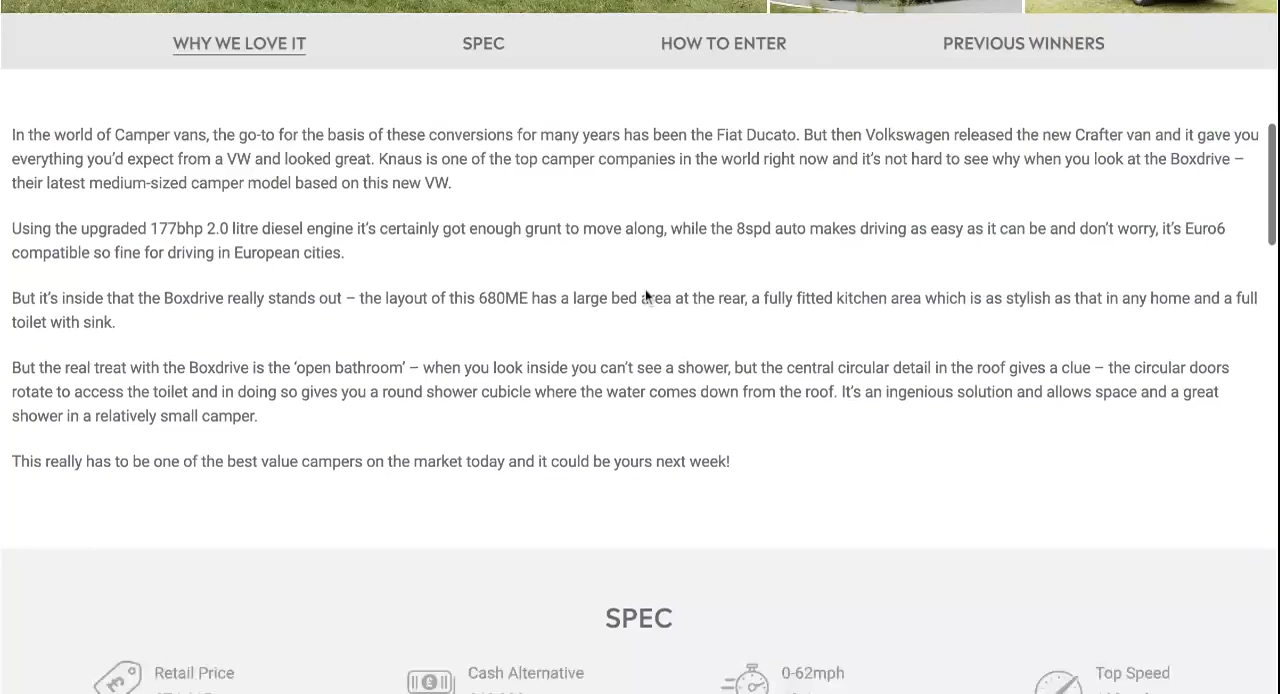 WHY WE LOVE IT
SPEC
HOW TO ENTER
PREVIOUS WINNERS
In the world of Camper vans, the go-to for the basis of these conversions for many years has been the Fiat Ducato. But then Volkswagen released the new Crafter van and it gave you
everything you’d expect from a VW and looked great. Knaus is one of the top camper companies in the world right now and it’s not hard to see why when you look at the Boxdrive –
their latest medium-sized camper model based on this new VW.
Using the upgraded 177bhp 2.0 litre diesel engine it’s certainly got enough grunt to move along, while the 8spd auto makes driving as easy as it can be and don’t worry, it’s Euro6
compatible so fine for driving in European cities.
But it’s inside that the Boxdrive really stands out – the layout of this 680ME has a large bed area at the rear, a fully fitted kitchen area which is as stylish as that in any home and a full
toilet with sink.
But the real treat with the Boxdrive is the ‘open bathroom’ – when you look inside you can’t see a shower, but the central circular detail in the roof gives a clue – the circular doors
rotate to access the toilet and in doing so gives you a round shower cubicle where the water comes down from the roof. It’s an ingenious solution and allows space and a great
shower in a relatively small camper.
This really has to be one of the best value campers on the market today and it could be yours next week!
SPEC
Retail Price
Cash Alternative
0-62mph
Top Speed